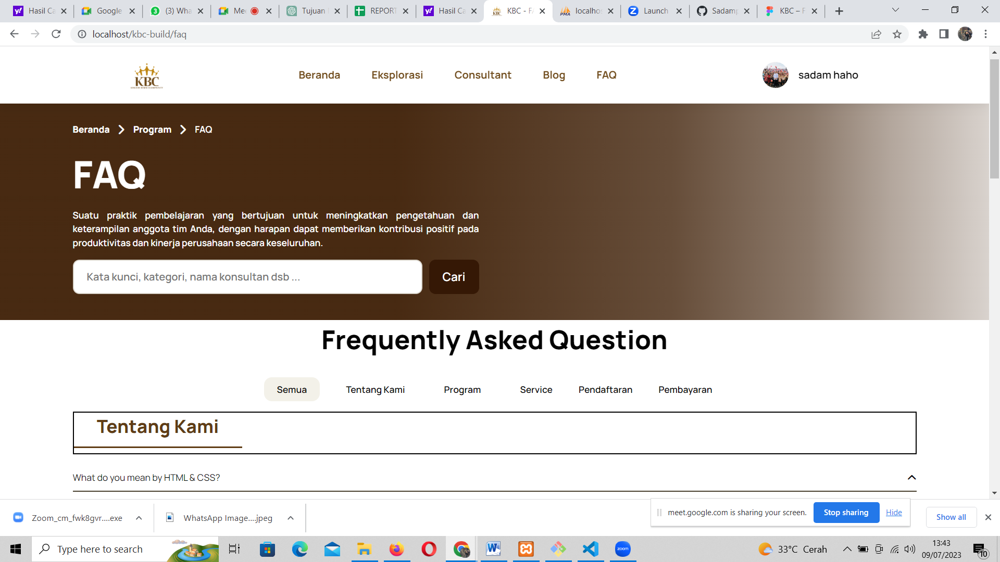 Hasil Ca
Google
(3) Wha
Me
Tujuan
REPORT
Hasil Ca
KBC - FA
localho
Launch
Sadamp
KBC – F
localhost/kbc-build/faq
KBC
Beranda
Eksplorasi
Consultant
Blog
FAQ
sadam haho
Beranda
Program
FAQ
FAQ
Suatu praktik pembelajaran yang bertujuan untuk meningkatkan pengetahuan dan
keterampilan anggota tim Anda, dengan harapan dapat memberikan kontribusi positif pada
produktivitas dan kinerja perusahaan secara keseluruhan.
Kata kunci, kategori, nama konsultan dsb ...
Cari
Frequently Asked Question
Semua
Tentang Kami
Program
Service
Pendaftaran
Pembayaran
Tentang Kami
What do you mean by HTML & CSS?
Zoom_cm_fwk8gvr....exe
WhatsApp Image....jpeg
meet.google.com is sharing your screen.
Stop sharing
Hide
Show all
Type here to search
zoom
33°C Cerah
13:43
09/07/2023
10